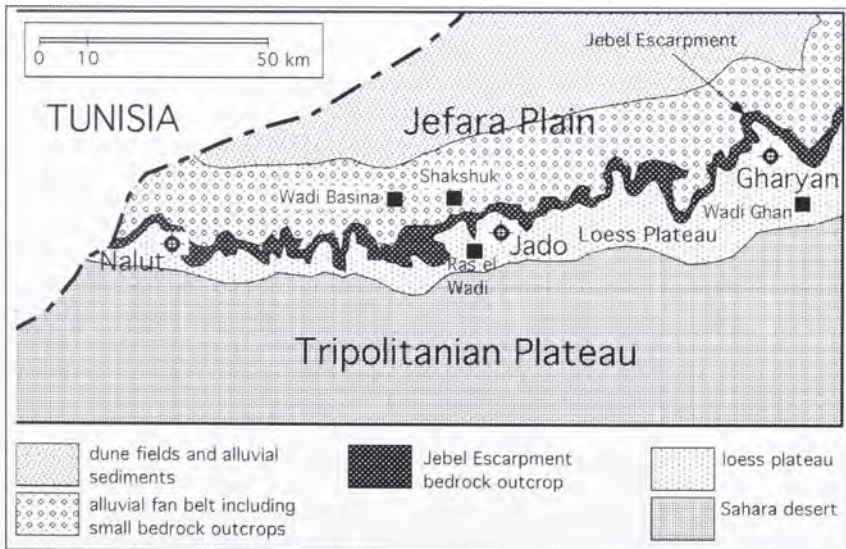 0 10 50 km
Jebel Escarpment
TUNISIA
Jefara Plain
Shakshuk
Wadi Basina
Gharyan
Wadi Ghan
Loess Plateau
Jado
Nalut
Ras el
Wadi
Tripolitanian Plateau
dune fields and alluvial
sediments
alluvial fan belt including
small bedrock outcrops
Jebel Escarpment
bedrock outcrop
loess plateau
Sahara desert